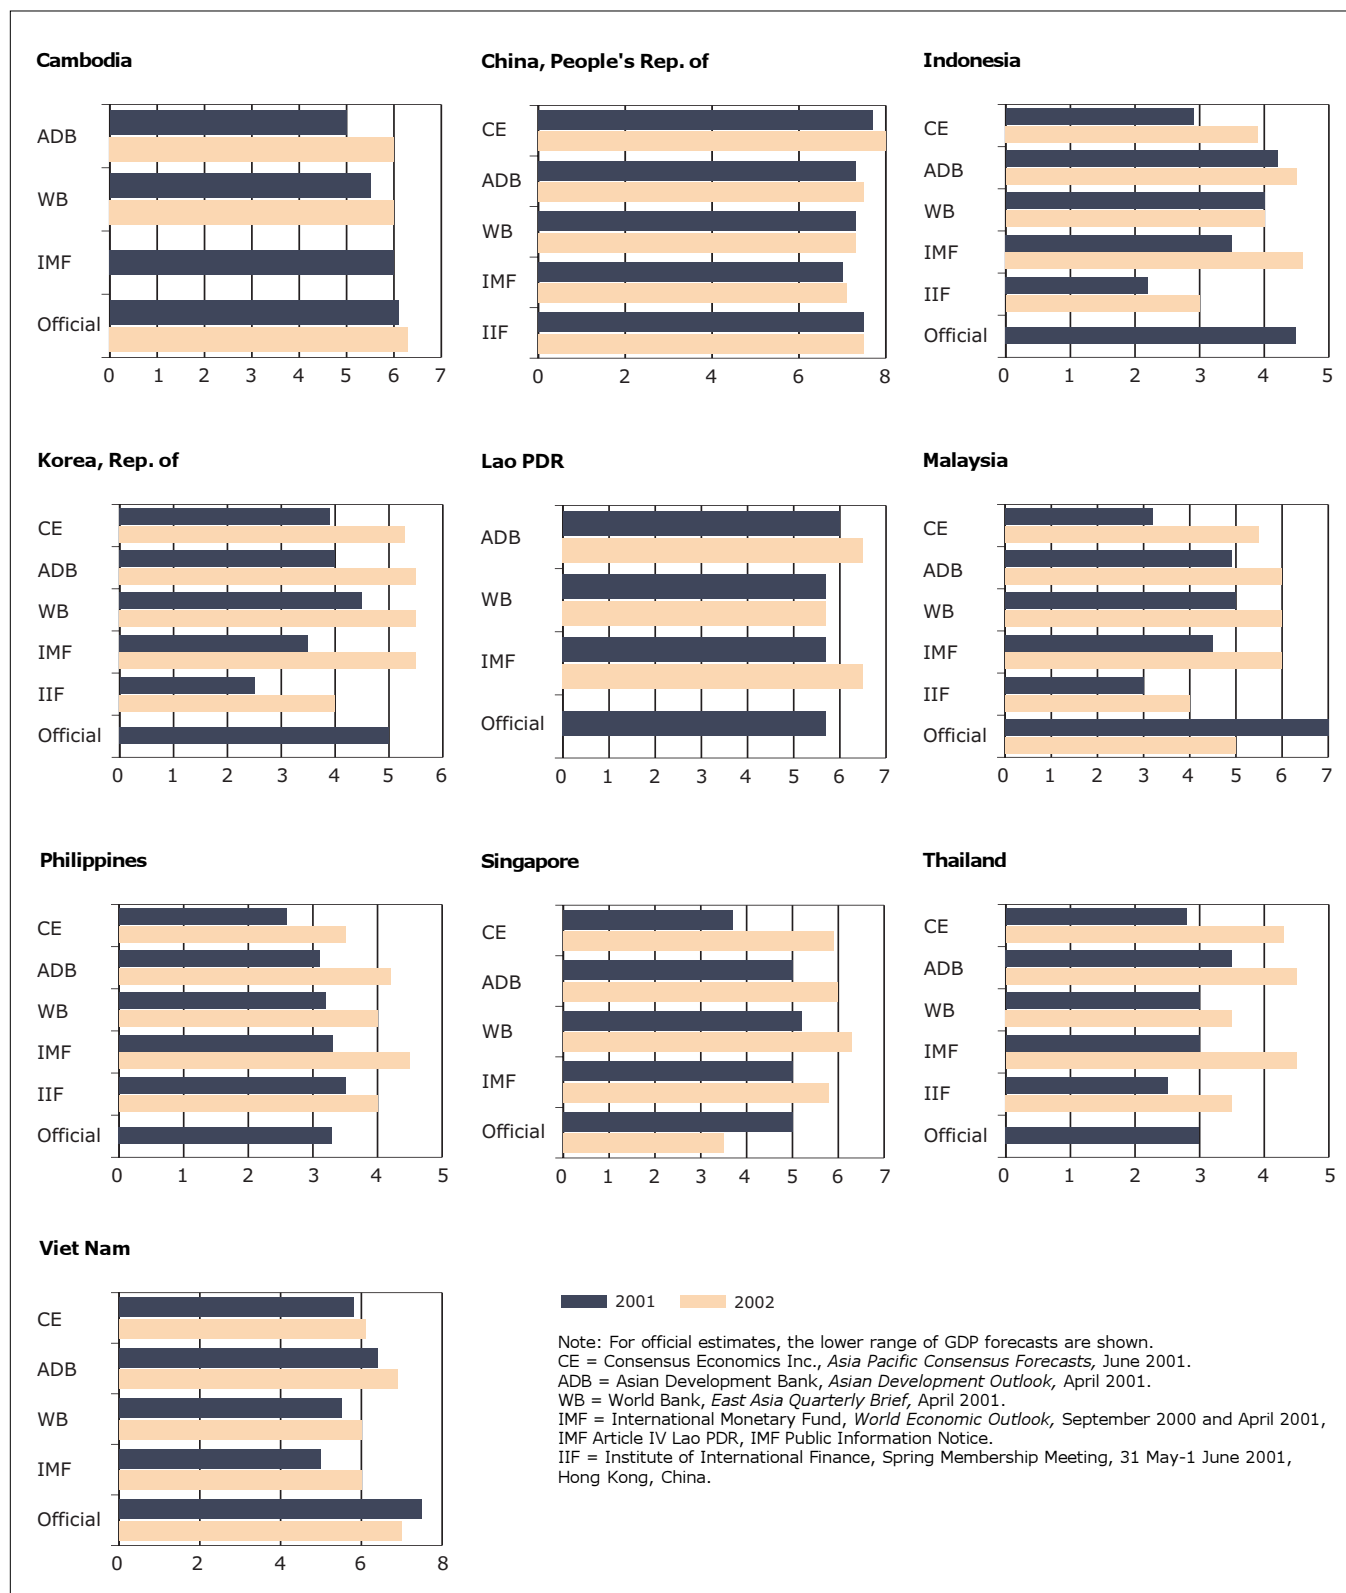 Cambodia
ADB
WB
IMF
Official
0 1 2 3 4 5 6 7
China, People's Rep. of
CE
ADB
WB
IMF
IIF
0 2 4 6 8
Indonesia
CE
ADB
WB
IMF
IIF
Official
0 1 2 3 4 5
Korea, Rep. of
CE
ADB
WB
IMF
IIF
Official
0 1 2 3 4 5 6
Lao PDR
ADB
WB
IMF
Official
0 1 2 3 4 5 6 7
Malaysia
CE
ADB
WB
IMF
IIF
Official
0 1 2 3 4 5 6 7
Philippines
CE
ADB
WB
IMF
IIF
Official
0 1 2 3 4 5
Singapore
CE
ADB
WB
IMF
Official
0 1 2 3 4 5 6 7
Thailand
CE
ADB
WB
IMF
IIF
Official
0 1 2 3 4 5
Viet Nam
CE
ADB
WB
IMF
Official
0 2 4 6 8
2001 2002
Note: For official estimates, the lower range of GDP forecasts are shown.
CE = Consensus Economics Inc., Asia Pacific Consensus Forecasts, June 2001.
ADB = Asian Development Bank, Asian Development Outlook, April 2001.
WB = World Bank, East Asia Quarterly Brief, April 2001.
IMF = International Monetary Fund, World Economic Outlook, September 2000 and April 2001,
IMF Article IV Lao PDR, IMF Public Information Notice.
IIF = Institute of International Finance, Spring Membership Meeting, 31 May-1 June 2001,
Hong Kong, China.